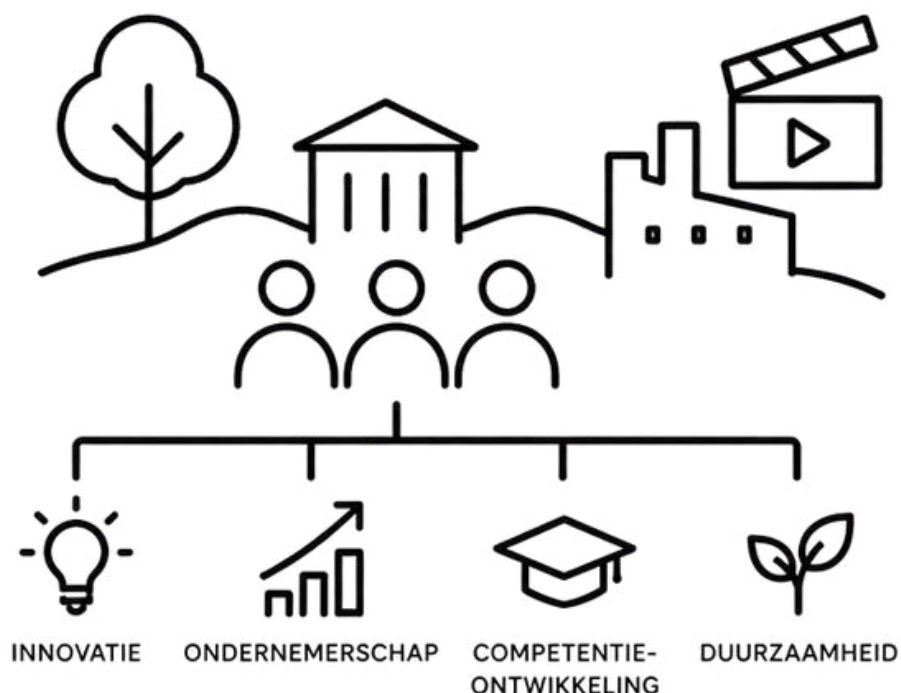 INNOVATIE
ONDERNEMERSCHAP
COMPETENTIE-
ONTWIKKELING
DUURZAAMHEID